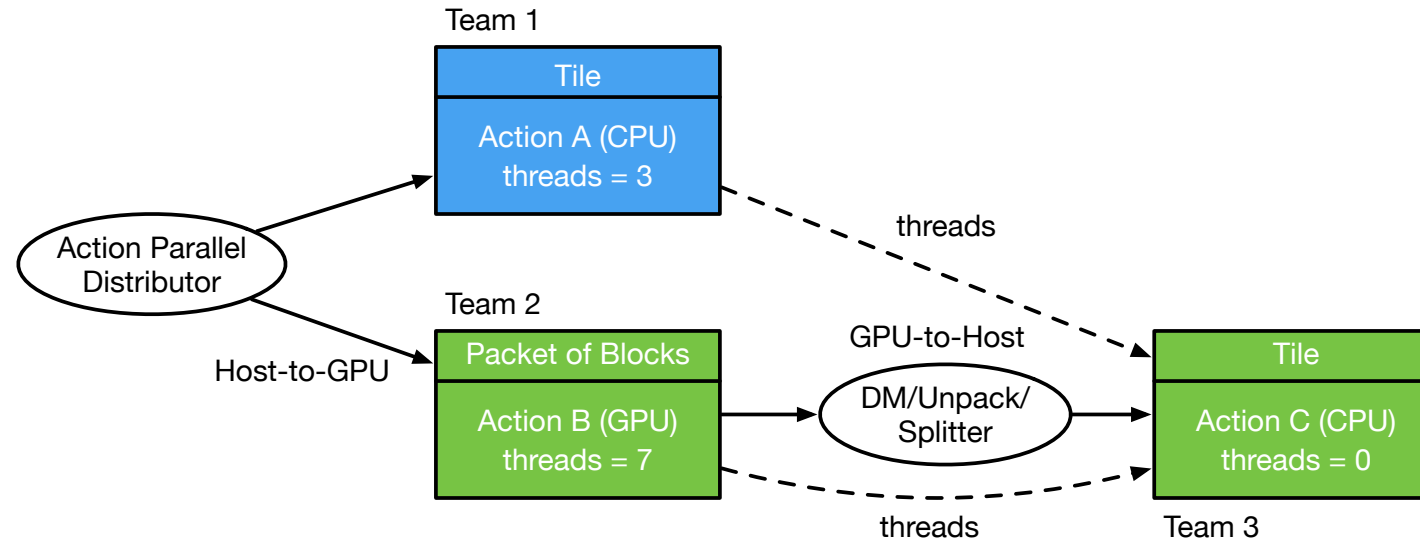 Team 1
Tile
Action A (CPU)
threads = 3
threads
Action Parallel
Distributor
Host-to-GPU
Team 2
Packet of Blocks
Action B (GPU)
threads = 7
GPU-to-Host
DM/Unpack/
Splitter
threads
Tile
Action C (CPU)
threads = 0
Team 3